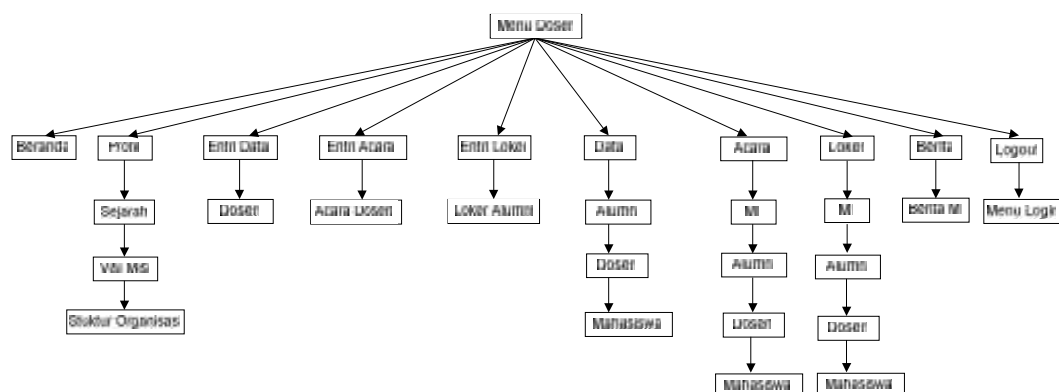 Menu Dosen
Beranda Profil Entri Data Entri Acara Entri Loker Data Acara Loker Berita Logout
Sejarah Dosen Acara Dosen Loker Alumni Alumni MI MI Berita MI Menu Login
Visi Misi Dosen Alumni Alumni
Stuktur Organisasi Mahasiswa Dosen Dosen
Mahasiswa Mahasiswa